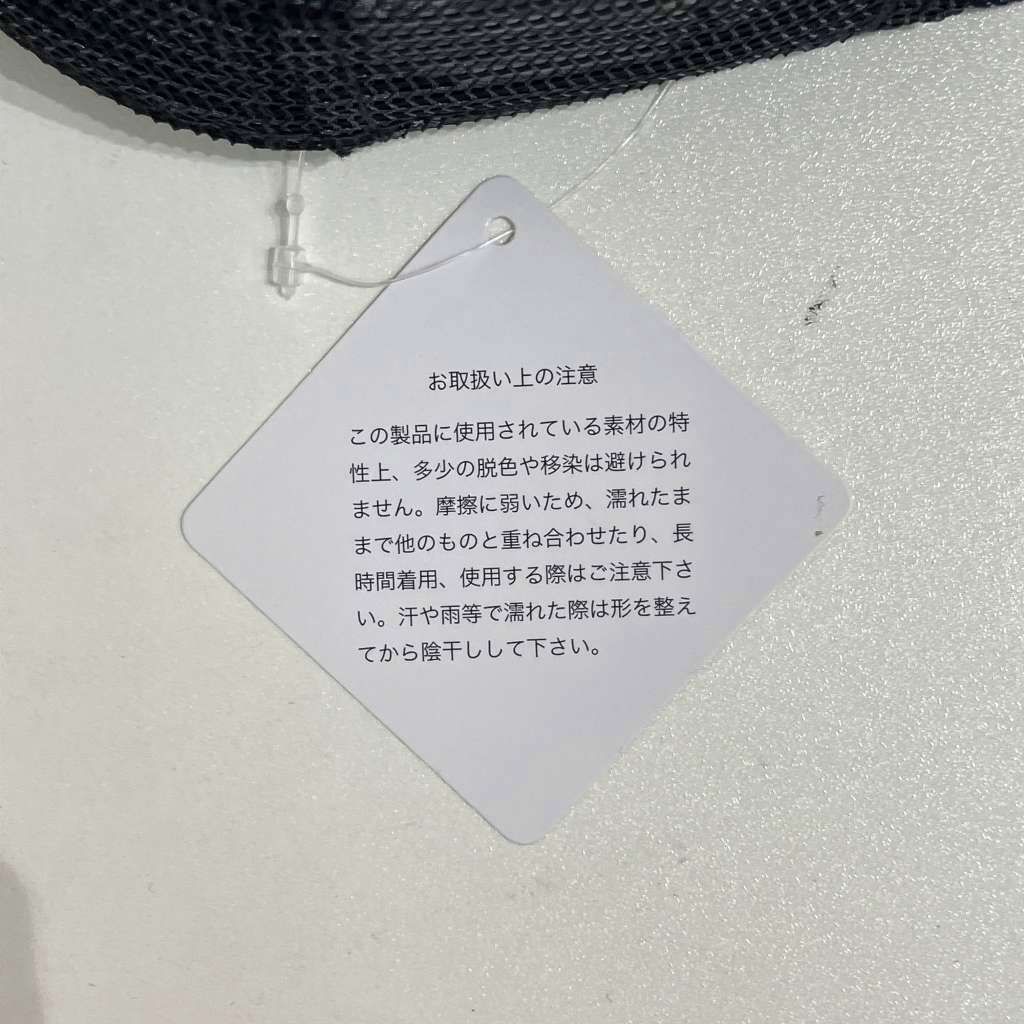 お取扱い上の注意
この製品に使用されている素材の特
性上、多少の脱色や移染は避けられ
ません。摩擦に弱いため、濡れたま
まで他のものと重ね合わせたり、長
時間着用、使用する際はご注意下さ
い。汗や雨等で濡れた際は形を整え
てから陰干しして下さい。